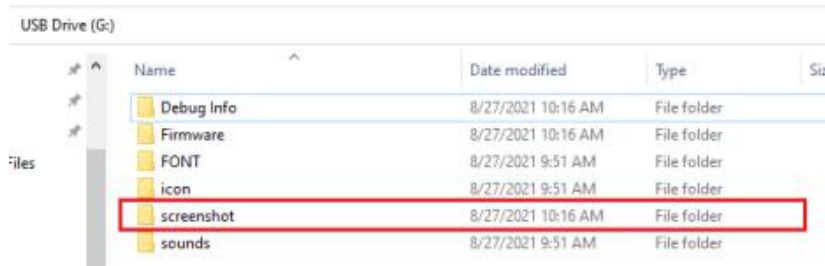 USB Drive (G:)
Name Date modified Type Siz
Debug Info 8/27/2021 10:16 AM File folder
Firmware 8/27/2021 10:16 AM File folder
FONT 8/27/2021 9:51 AM File folder
Files
icon 8/27/2021 9:51 AM File folder
screenshot 8/27/2021 10:16 AM File folder
sounds 8/27/2021 9:51 AM File folder